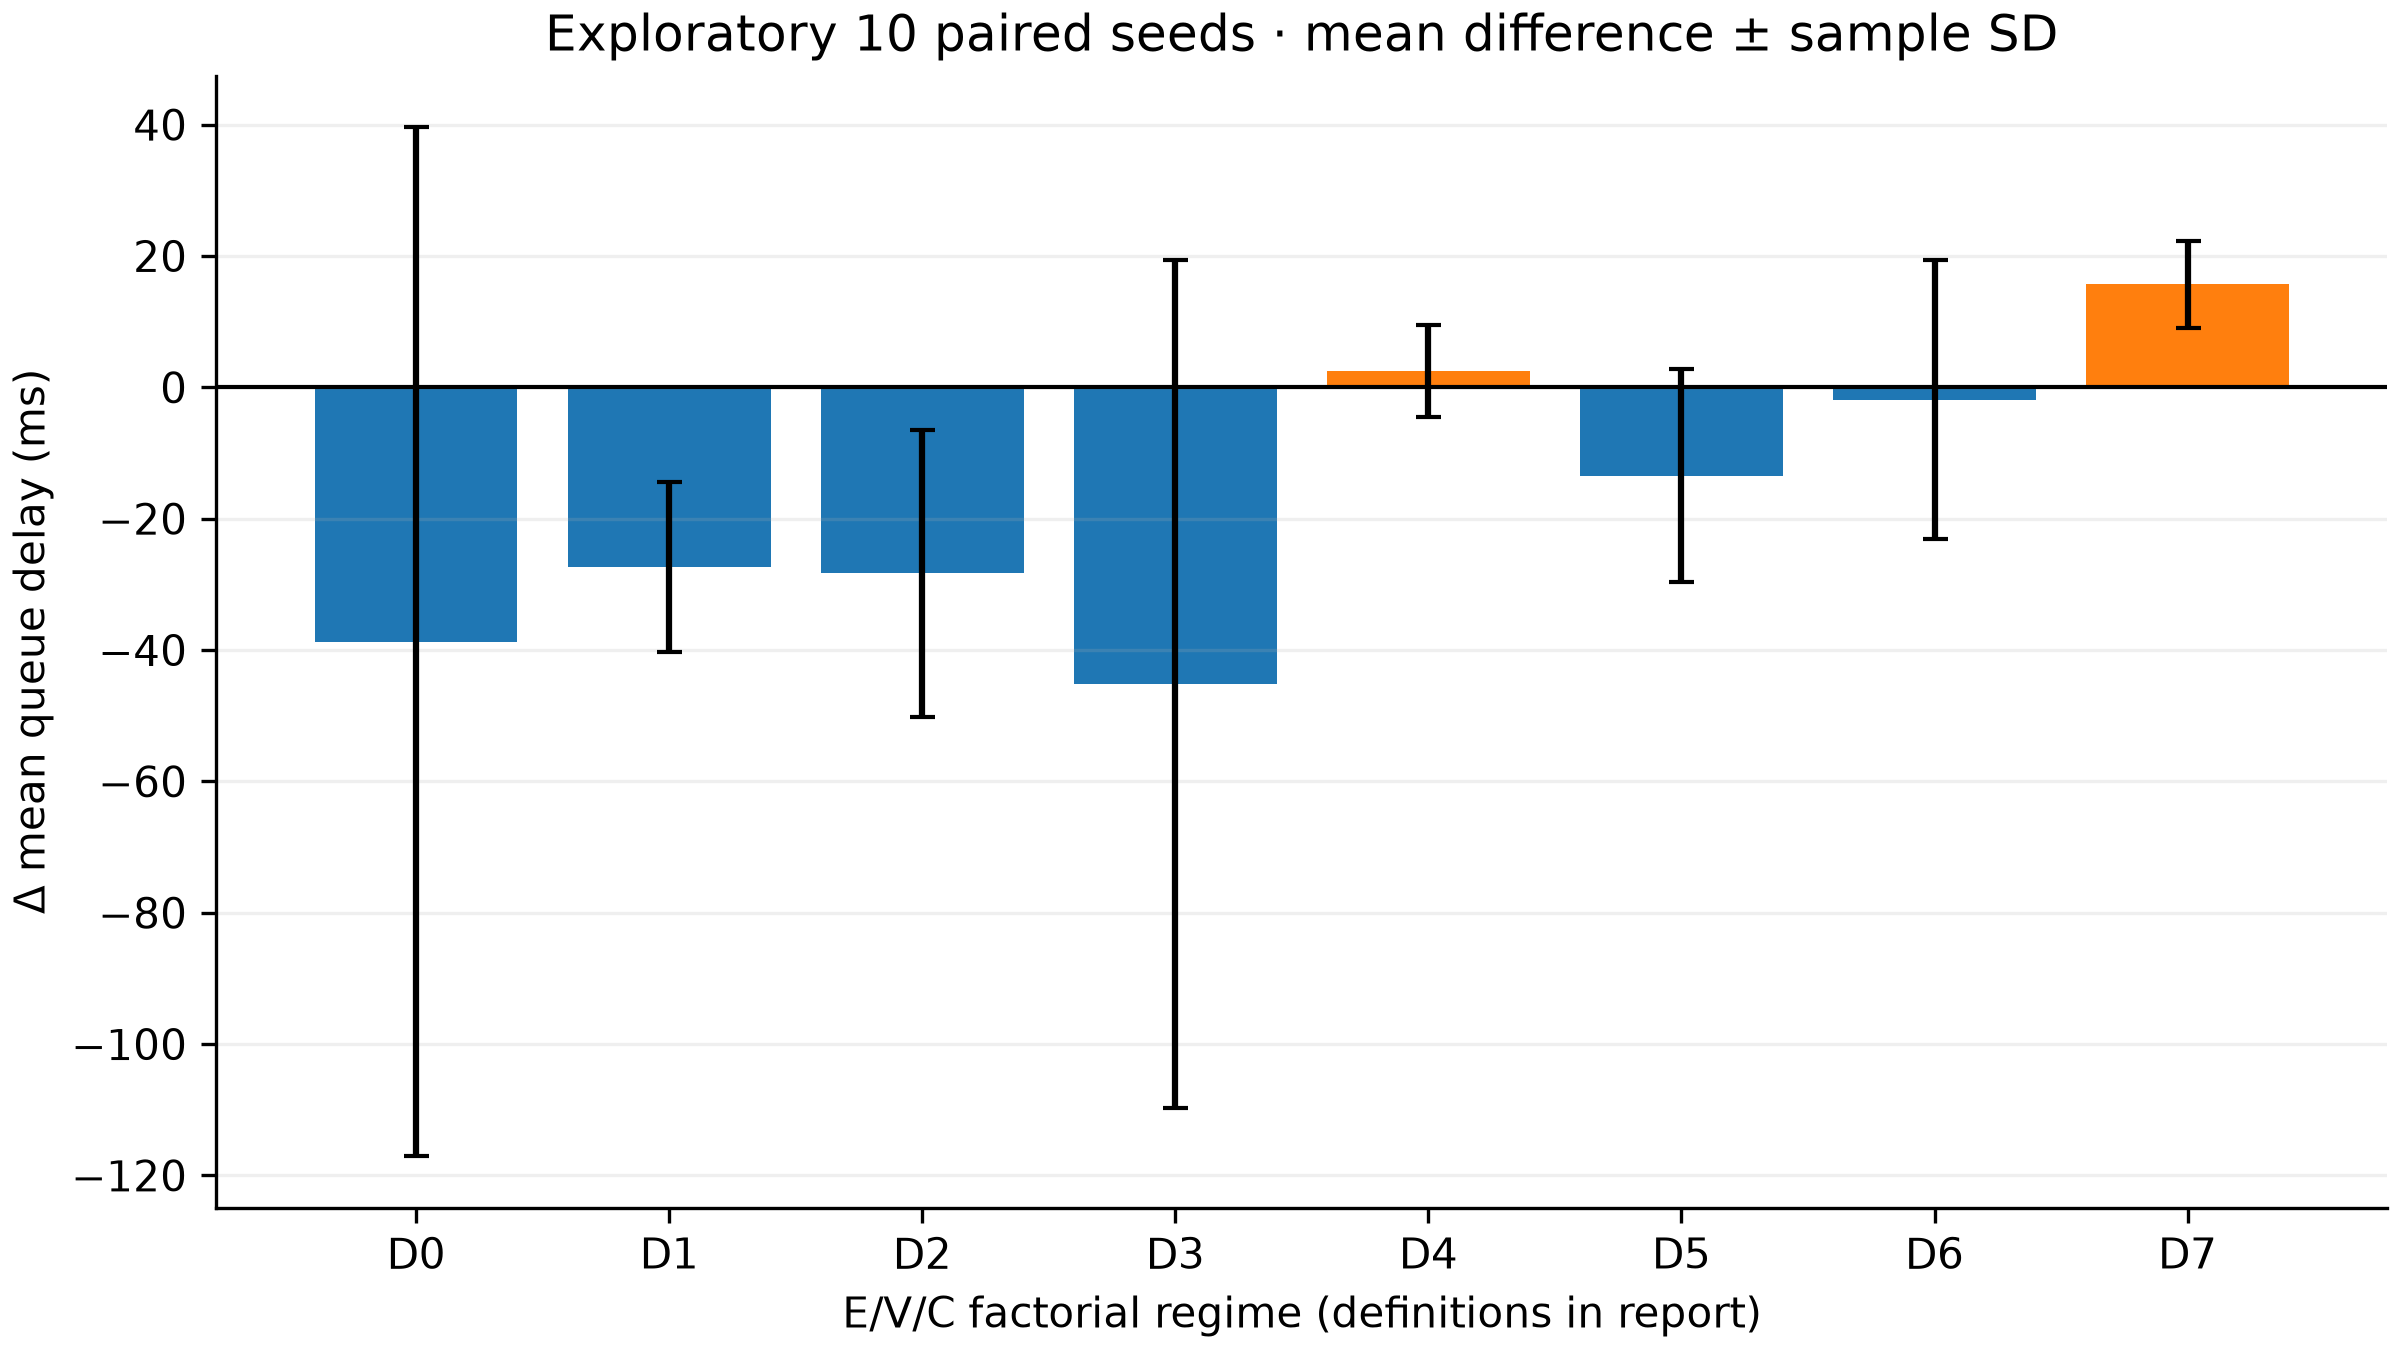 Exploratory 10 paired seeds · mean difference ± sample SD
Δ mean queue delay (ms)
40
20
0
−20
−40
−60
−80
−100
−120
D0 D1 D2 D3 D4 D5 D6 D7
E/V/C factorial regime (definitions in report)